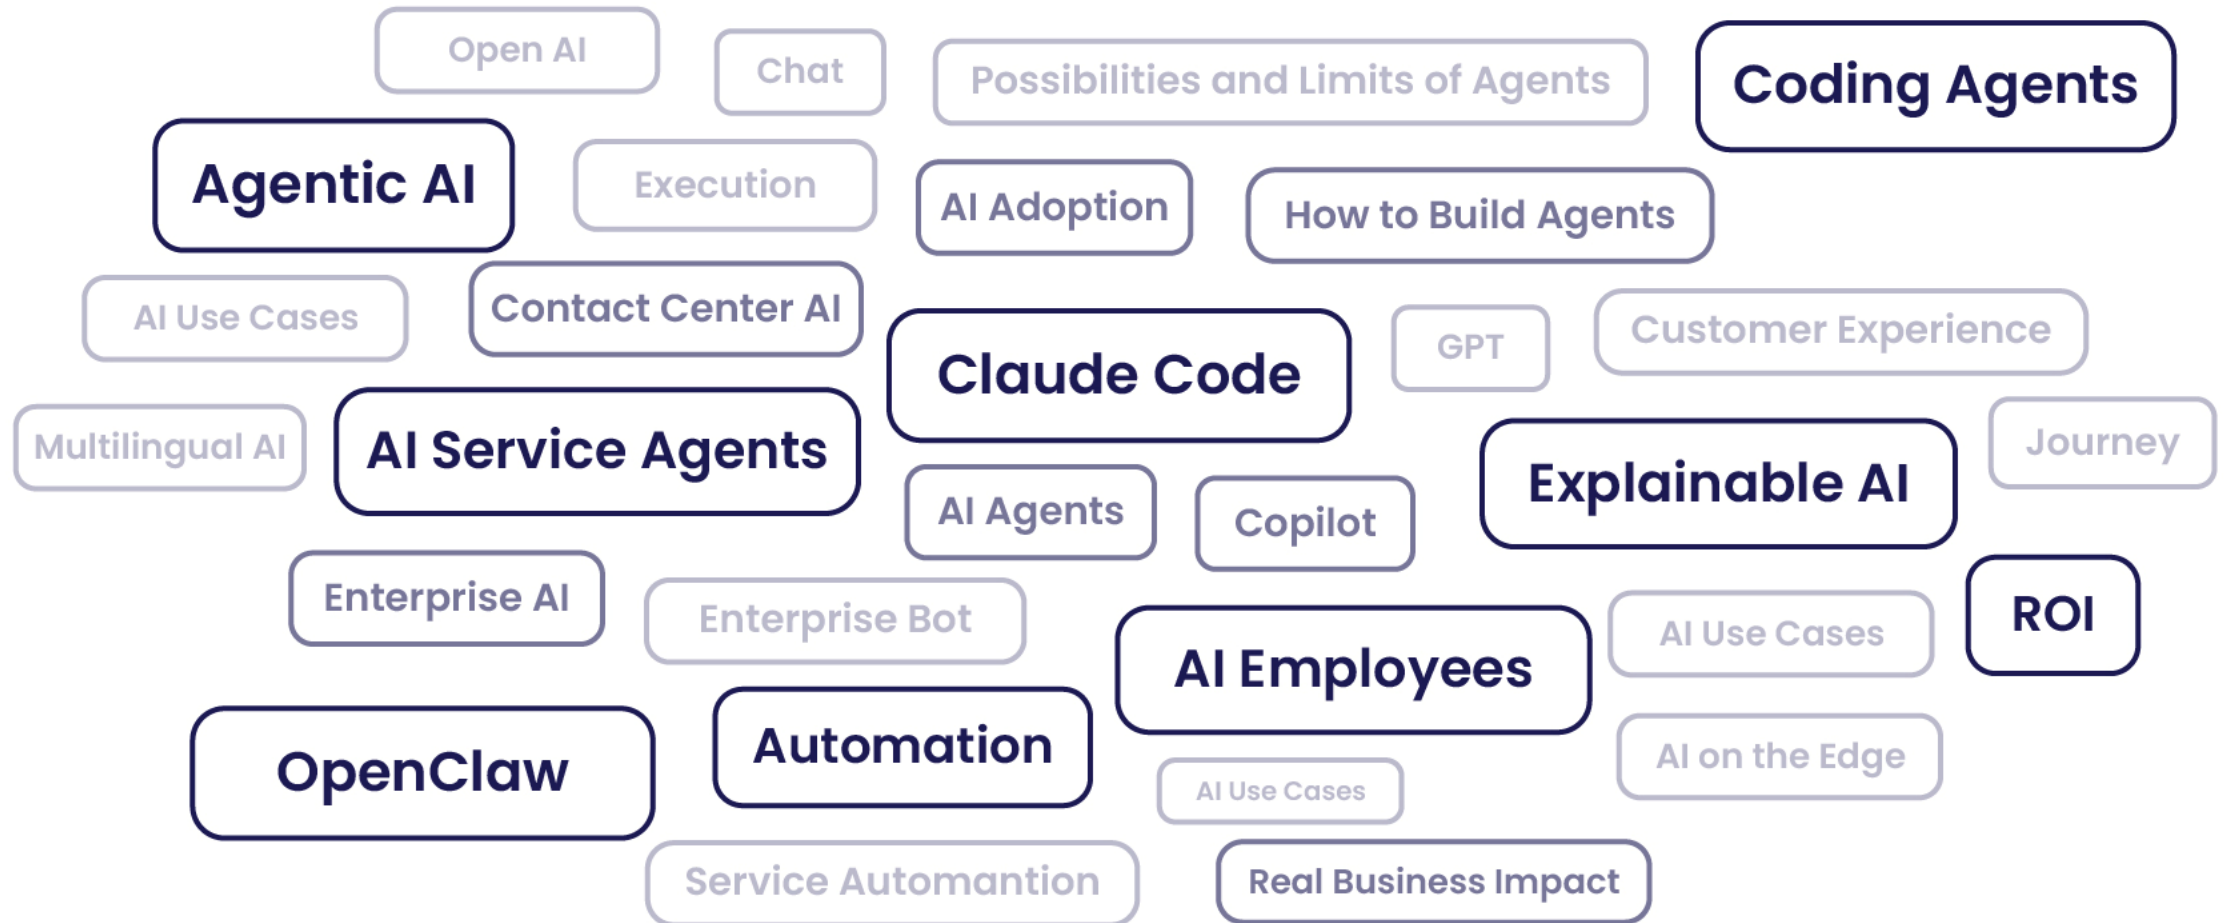 Open AI
Chat
Possibilities and Limits of Agents
Coding Agents
Agentic AI
Execution
AI Adoption
How to Build Agents
AI Use Cases
Contact Center AI
Claude Code
GPT
Customer Experience
Multilingual AI
AI Service Agents
AI Agents
Copilot
Explainable AI
Journey
Enterprise AI
Enterprise Bot
AI Employees
AI Use Cases
ROI
OpenClaw
Automation
AI Use Cases
AI on the Edge
Service Automantion
Real Business Impact